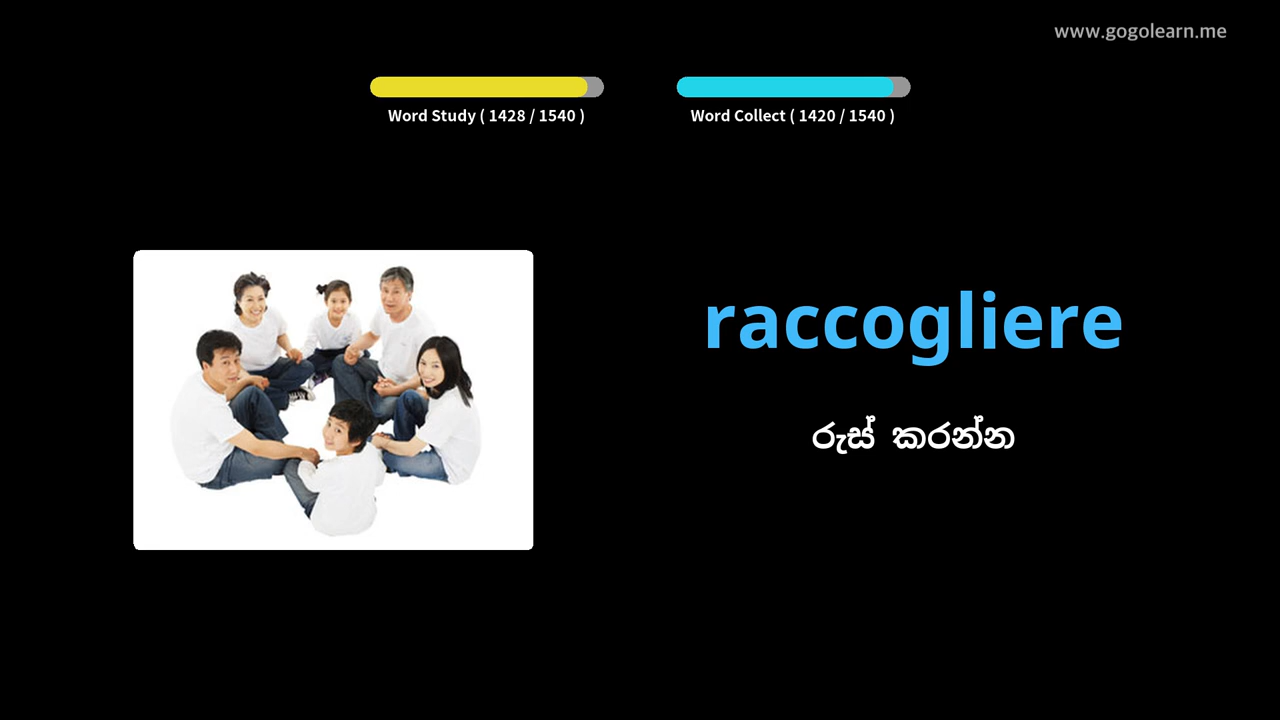 www.gogolearn.me
Word Study ( 1428 / 1540 )
Word Collect ( 1420 / 1540 )
raccogliere
රුස් කරන්න